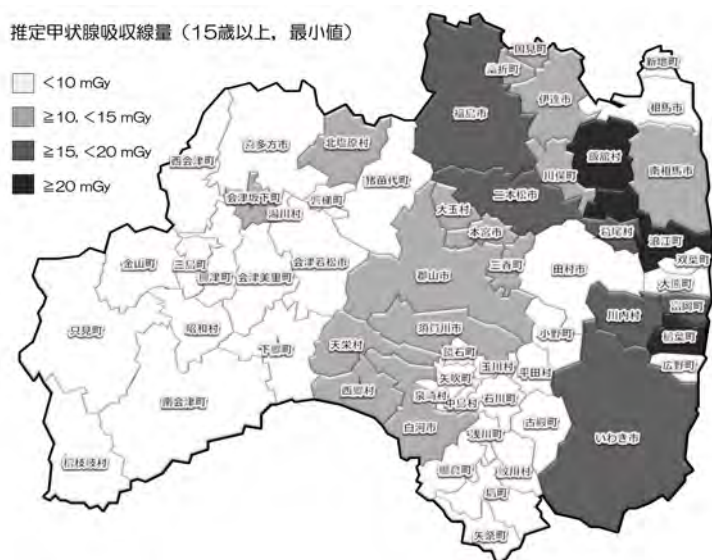 推定甲状腺吸収線量（15歳以上，最小値）
<10 mGy
≧10, <15 mGy
≧15, <20 mGy
≧20 mGy
国見町
桑折町
新地町
伊達市
相馬市
福島市
北塩原村
喜多方市
西会津町
飯舘村
南相馬市
川俣町
猪苗代町
会津坂下町
湯川村
磐梯町
二本松市
大玉村
本宮市
葛尾村
浪江町
双葉町
三春町
田村市
大熊町
金山町
三島町
柳津町
会津美里町
会津若松市
郡山市
富岡町
川内村
楢葉町
只見町
昭和村
須賀川市
小野町
下郷町
天栄村
鏡石町
玉川村
平田村
広野町
矢吹町
西郷村
泉崎村
中島村
石川町
南会津町
白河市
浅川町
古殿町
いわき市
檜枝岐村
棚倉町
鮫川村
塙町
矢祭町